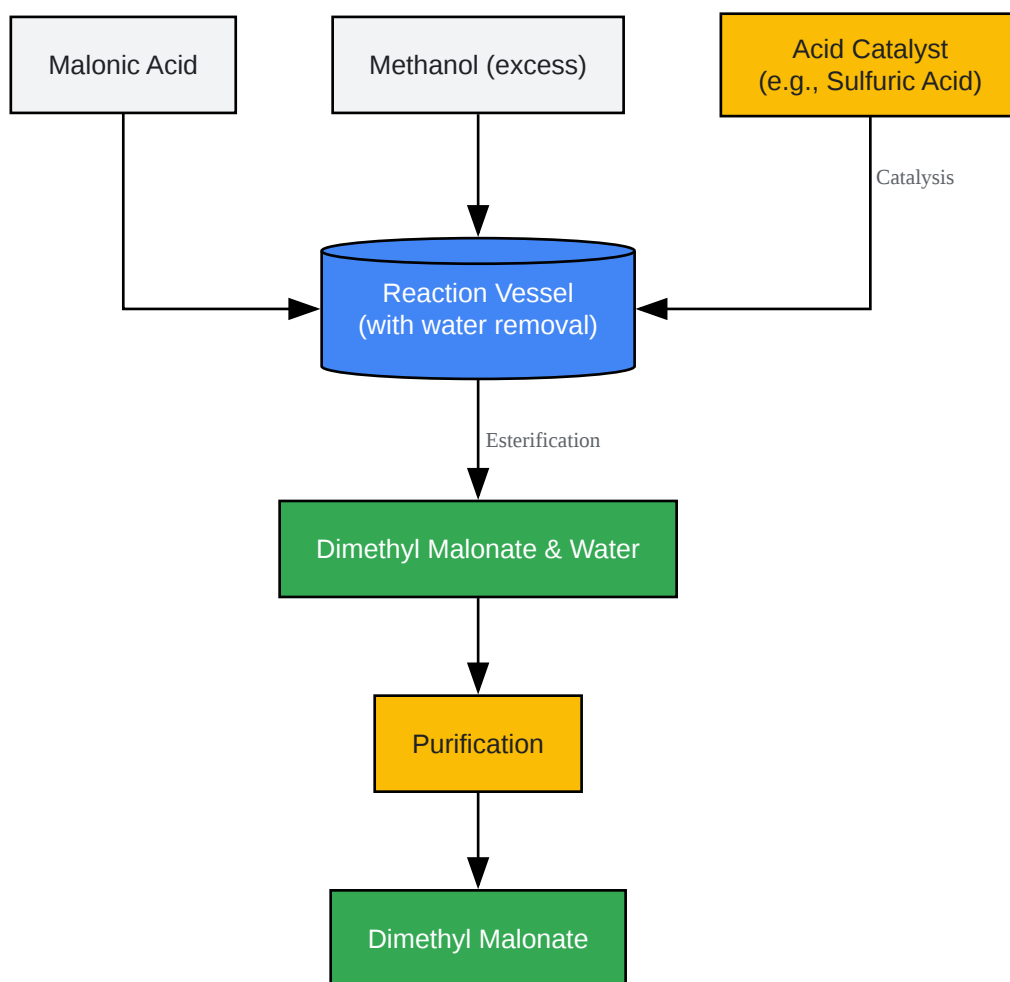 Malonic Acid
Methanol (excess)
Acid Catalyst
(e.g., Sulfuric Acid)
Catalysis
Reaction Vessel
(with water removal)
Esterification
Dimethyl Malonate & Water
Purification
Dimethyl Malonate